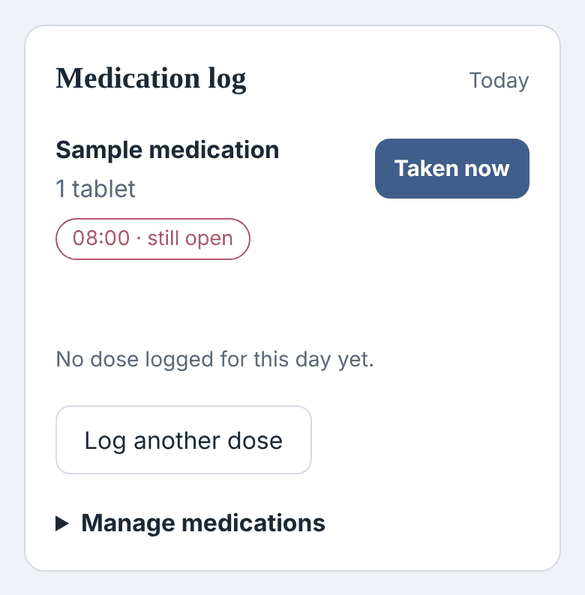 Medication log
Today
Sample medication
Taken now
1 tablet
08:00 · still open
No dose logged for this day yet.
Log another dose
Manage medications